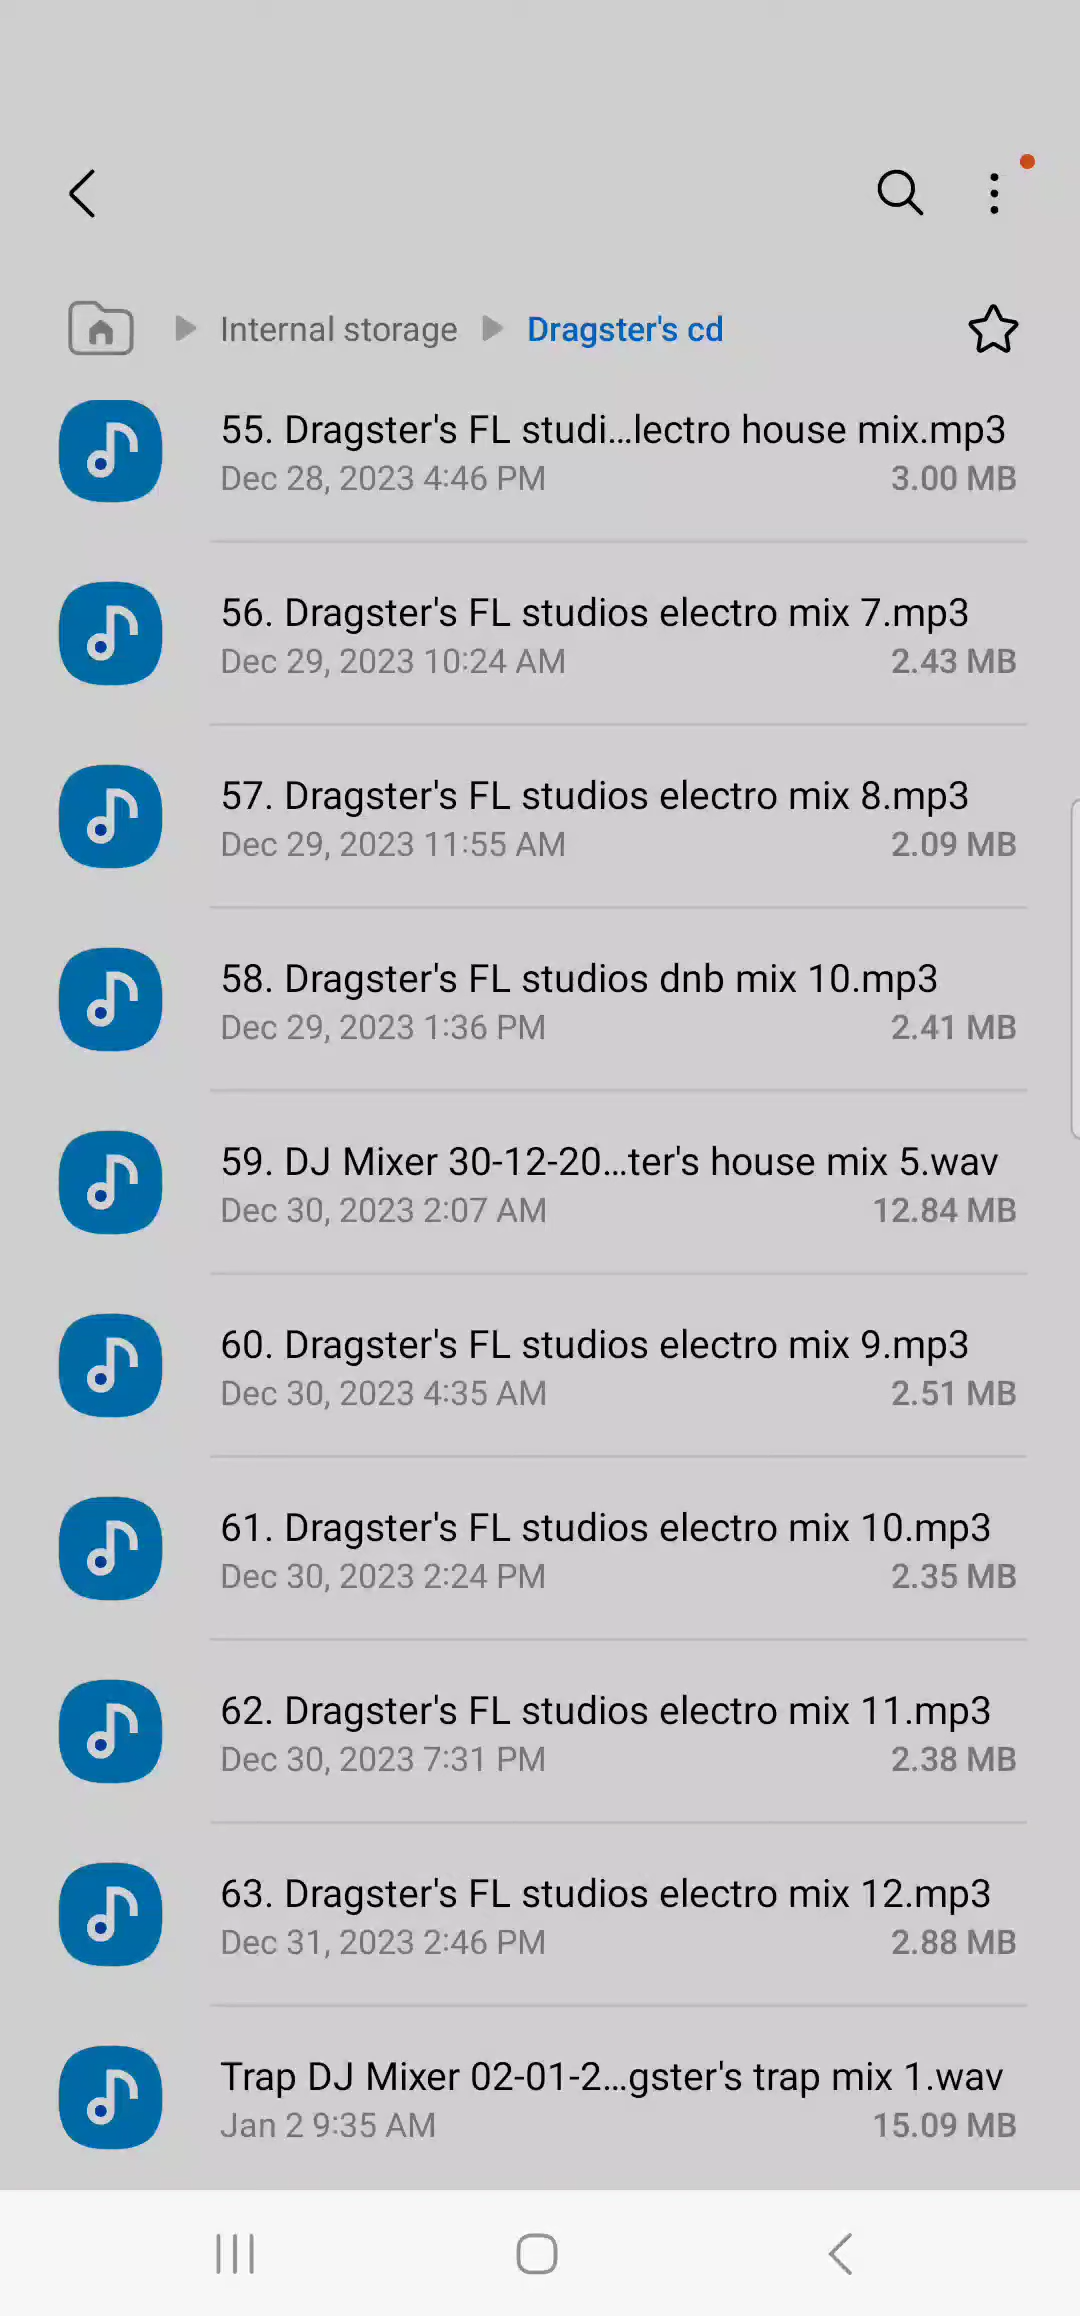 Internal storage Dragster's cd
55. Dragster's FL studi...lectro house mix.mp3
Dec 28, 2023 4:46 PM 3.00 MB
56. Dragster's FL studios electro mix 7.mp3
Dec 29, 2023 10:24 AM 2.43 MB
57. Dragster's FL studios electro mix 8.mp3
Dec 29, 2023 11:55 AM 2.09 MB
58. Dragster's FL studios dnb mix 10.mp3
Dec 29, 2023 1:36 PM 2.41 MB
59. DJ Mixer 30-12-20...ter's house mix 5.wav
Dec 30, 2023 2:07 AM 12.84 MB
60. Dragster's FL studios electro mix 9.mp3
Dec 30, 2023 4:35 AM 2.51 MB
61. Dragster's FL studios electro mix 10.mp3
Dec 30, 2023 2:24 PM 2.35 MB
62. Dragster's FL studios electro mix 11.mp3
Dec 30, 2023 7:31 PM 2.38 MB
63. Dragster's FL studios electro mix 12.mp3
Dec 31, 2023 2:46 PM 2.88 MB
Trap DJ Mixer 02-01-2...gster's trap mix 1.wav
Jan 2 9:35 AM 15.09 MB